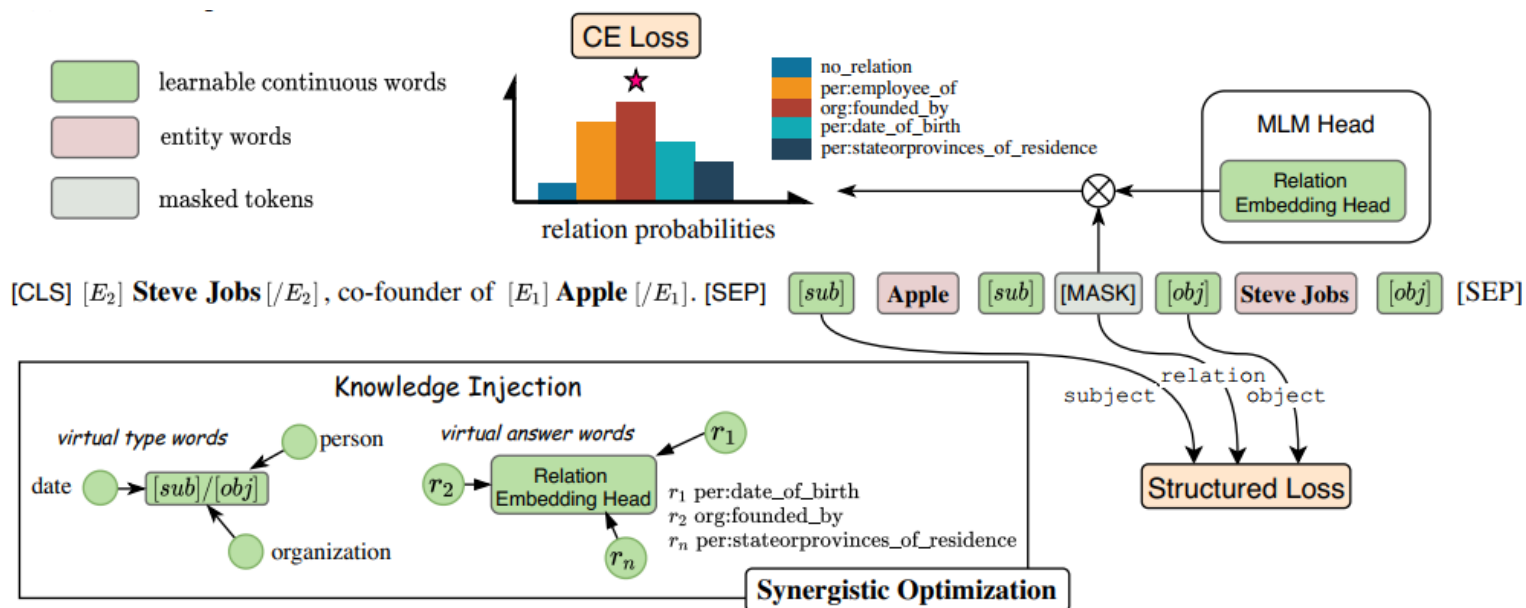 CE Loss
learnable continuous words
entity words
masked tokens
no_relation
per:employee_of
org:founded_by
per:date_of_birth
per:stateorprovinces_of_residence
relation probabilities
MLM Head
Relation
Embedding Head
[CLS] [E₂] Steve Jobs [/E₂] , co-founder of [E₁] Apple [/E₁]. [SEP] [sub] Apple [sub] [MASK] [obj] Steve Jobs [obj] [SEP]
subject
relation
object
Structured Loss
Knowledge Injection
virtual type words
person
date
[sub]/[obj]
organization
virtual answer words
r₁
r₂
Relation
Embedding Head
rₙ
r₁ per:date_of_birth
r₂ org:founded_by
rₙ per:stateorprovinces_of_residence
Synergistic Optimization